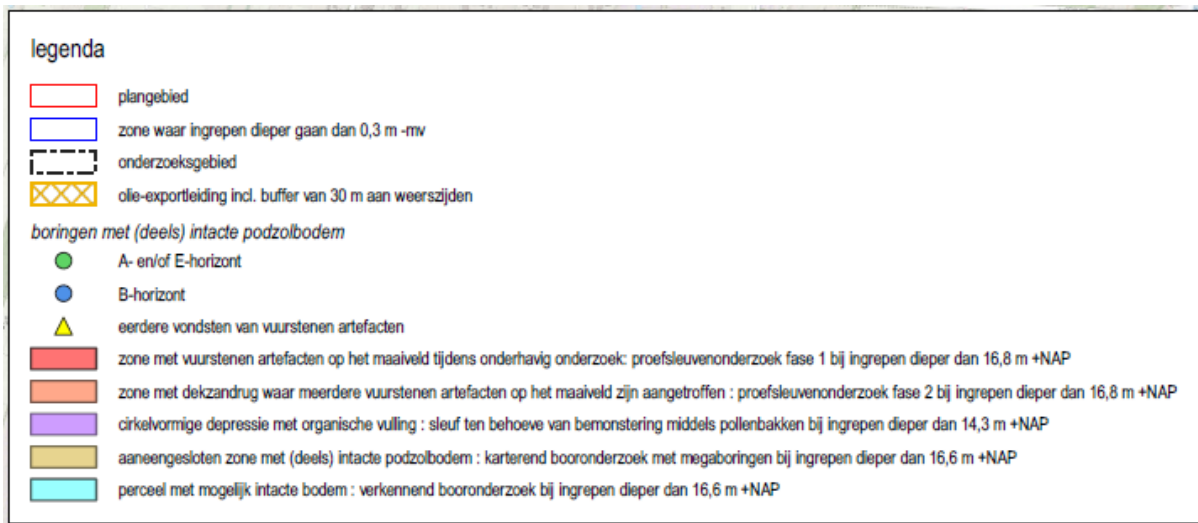 legenda
plangebied
zone waar ingrepen dieper gaan dan 0,3 m -mv
onderzoeksgebied
olie-exportleiding incl. buffer van 30 m aan weerszijden
boringen met (deels) intacte podzolbodem
A- en/of E-horizont
B-horizont
eerdere vondsten van vuurstenen artefacten
zone met vuurstenen artefacten op het maaiveld tijdens onderhavig onderzoek: proefsleuvenonderzoek fase 1 bij ingrepen dieper dan 16,8 m +NAP
zone met dekzandrug waar meerdere vuurstenen artefacten op het maaiveld zijn aangetroffen : proefsleuvenonderzoek fase 2 bij ingrepen dieper dan 16,8 m +NAP
cirkelvormige depressie met organische vulling : sleuf ten behoeve van bemonstering middels pollenbakken bij ingrepen dieper dan 14,3 m +NAP
aaneengesloten zone met (deels) intacte podzolbodem : karterend booronderzoek met megaboringen bij ingrepen dieper dan 16,6 m +NAP
perceel met mogelijk intacte bodem : verkennend booronderzoek bij ingrepen dieper dan 16,6 m +NAP